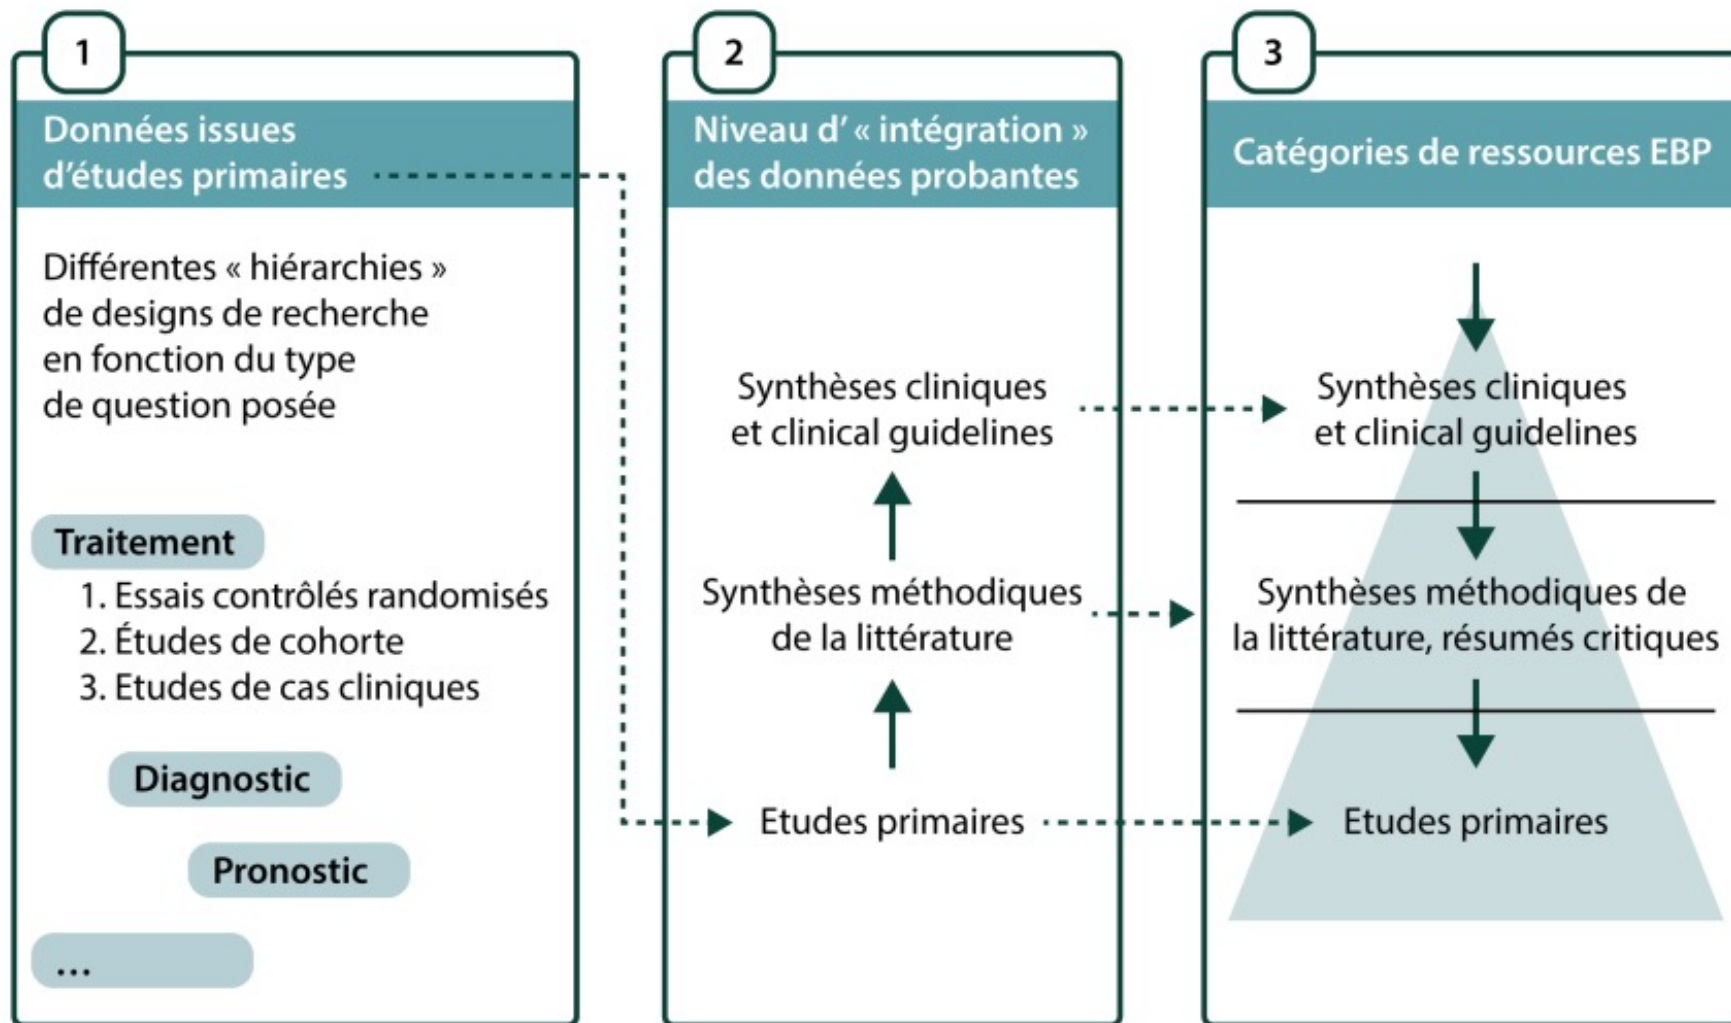 1
Données issues
d'études primaires
Différentes « hiérarchies »
de designs de recherche
en fonction du type
de question posée
Traitement
1. Essais contrôlés randomisés
2. Études de cohorte
3. Etudes de cas cliniques
Diagnostic
Pronostic
...
2
Niveau d' « intégration »
des données probantes
Synthèses cliniques
et clinical guidelines
Synthèses méthodiques
de la littérature
Etudes primaires
3
Catégories de ressources EBP
Synthèses cliniques
et clinical guidelines
Synthèses méthodiques de
la littérature, résumés critiques
Etudes primaires